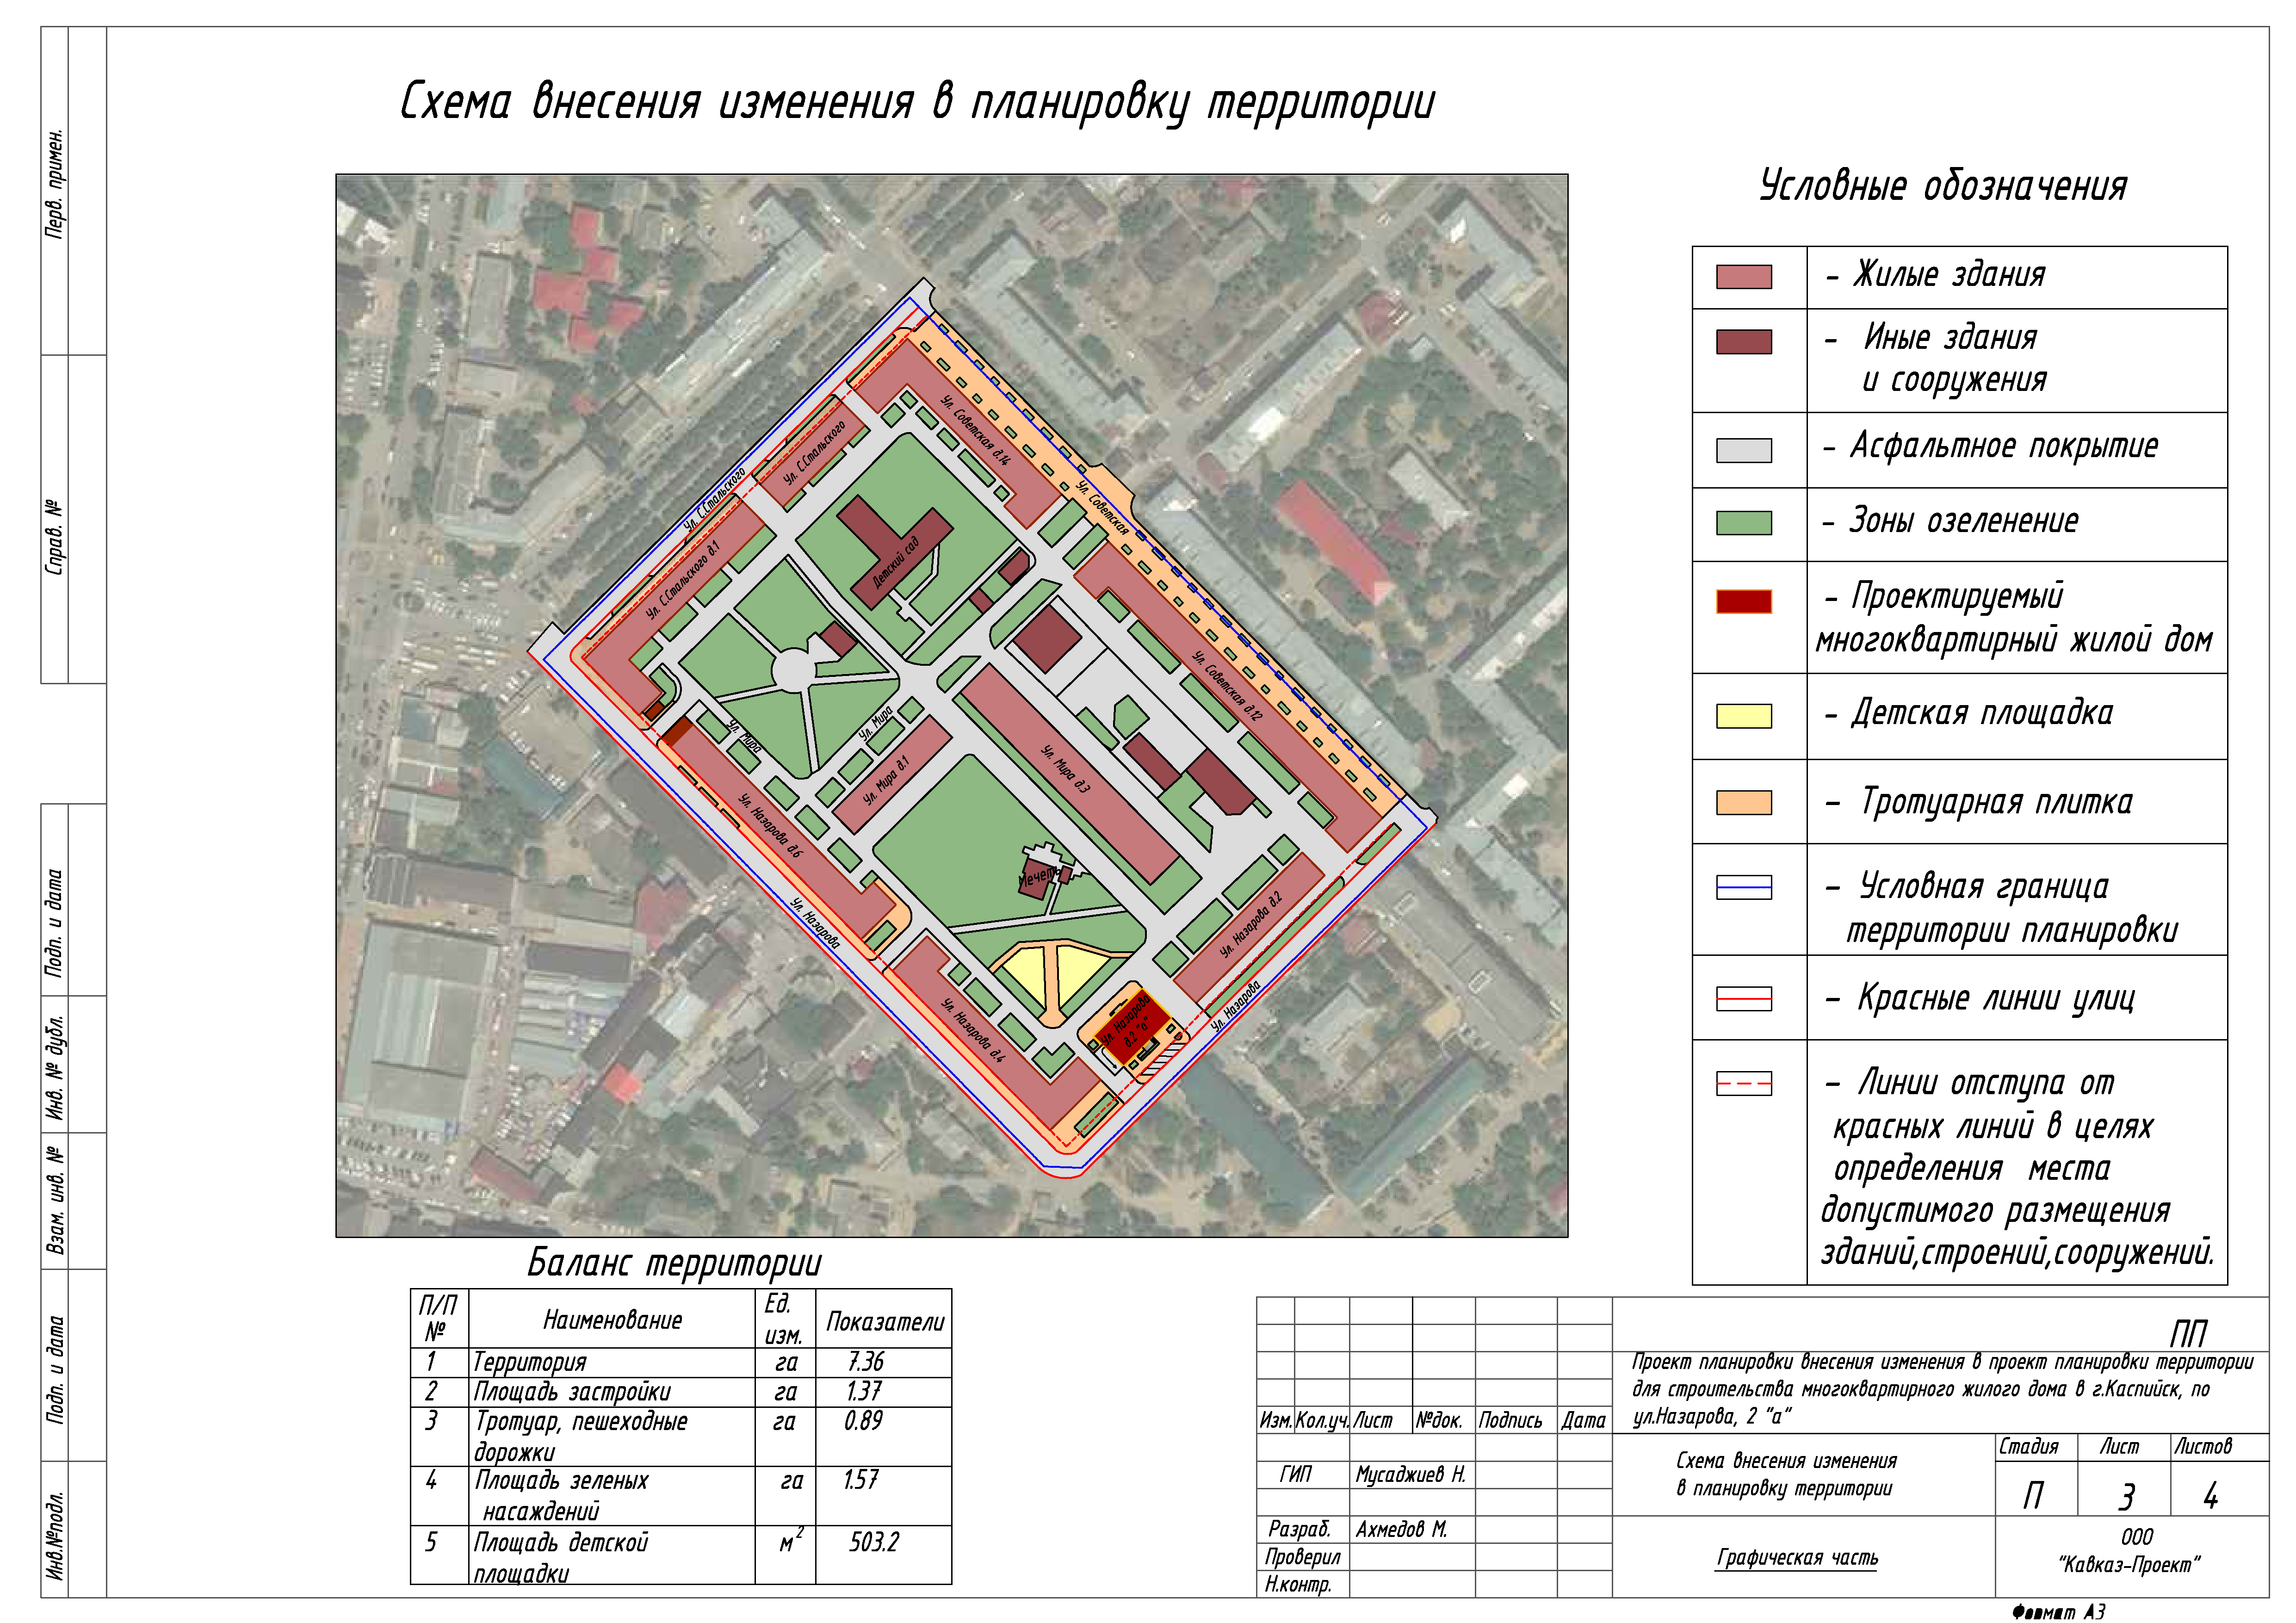 Схема внесения изменения в планировку территории
Перв. примен.
Справ. №
Подп. и дата
Инв. № дубл.
Взам. инв. №
Подп. и дата
Инв.№подл.
Ул. С.Стальского
Ул. С.Стальского
Ул. С.Стальского д.1
Ул. Советская д.14
Ул. Советская
Ул. Советская д.12
Детский сад
Ул. Мира
Ул. Мира
Ул. Мира д.1
Ул. Мира д.3
Ул. Назарова д.6
Ул. Назарова
Мечеть
Ул. Назарова д.2
Ул. Назарова
Ул. Назарова
д.2 "а"
Ул. Назарова д.4
Условные обозначения
- Жилые здания
- Иные здания
и сооружения
- Асфальтное покрытие
- Зоны озеленение
- Проектируемый
многоквартирный жилой дом
- Детская площадка
- Тротуарная плитка
- Условная граница
территории планировки
- Красные линии улиц
- Линии отступа от
красных линий в целях
определения места
допустимого размещения
зданий,строений,сооружений.
Баланс территории
П/П № Наименование Ед. изм. Показатели
1 Территория га 7.36
2 Площадь застройки га 1.37
3 Тротуар, пешеходные га 0.89
дорожки
4 Площадь зеленых га 1.57
насаждений
5 Площадь детской м2 503.2
площадки
ПП
Проект планировки внесения изменения в проект планировки территории
для строительства многоквартирного жилого дома в г.Каспийск, по
ул.Назарова, 2 "а"
Изм. Кол.уч. Лист №док. Подпись Дата
Схема внесения изменения
в планировку территории
Стадия Лист Листов
П 3 4
ГИП Мусаджиев Н.
Разраб. Ахмедов М.
Проверил
Н.контр.
Графическая часть
ООО
"Кавказ-Проект"
Формат А3